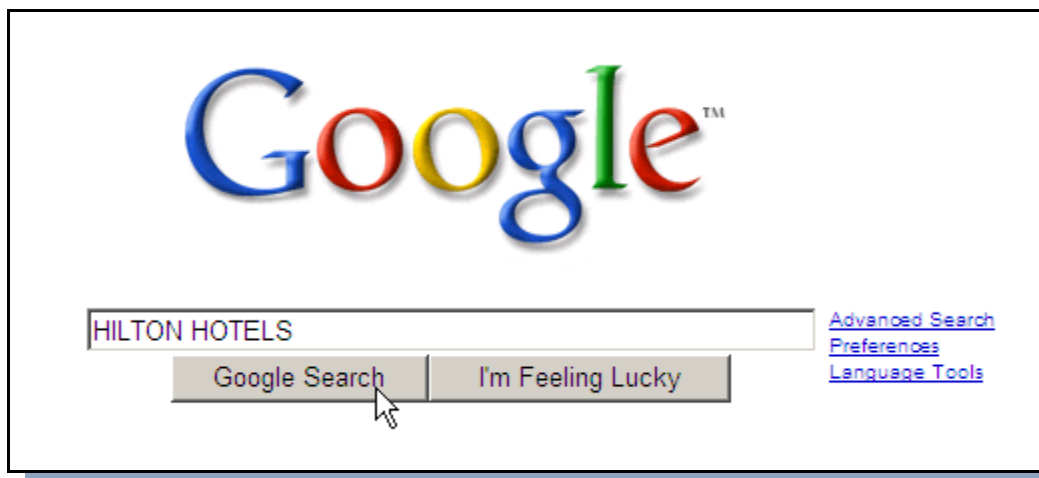 Google™
HILTON HOTELS
Advanced Search
Preferences
Language Tools
Google Search
I'm Feeling Lucky